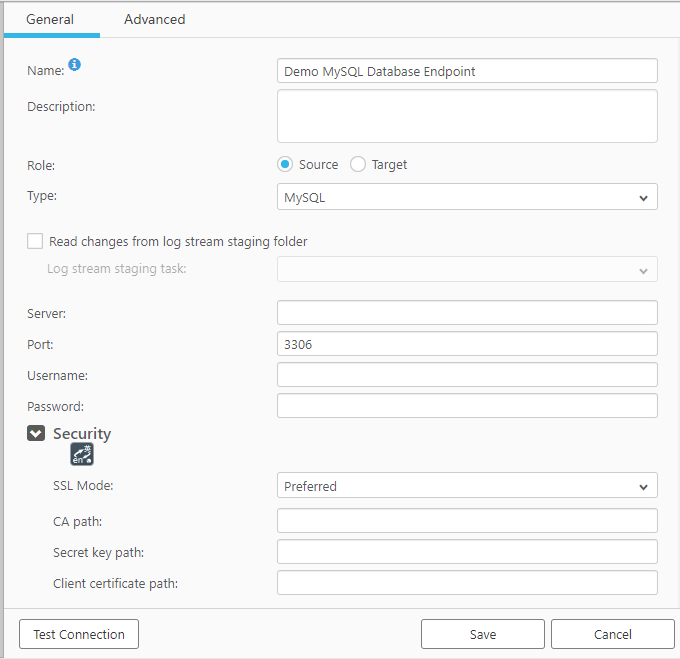 General Advanced
Name:
Demo MySQL Database Endpoint
Description:
Role: Source Target
Type: MySQL
Read changes from log stream staging folder
Log stream staging task:
Server:
Port: 3306
Username:
Password:
Security
en 英
SSL Mode: Preferred
CA path:
Secret key path:
Client certificate path:
Test Connection Save Cancel